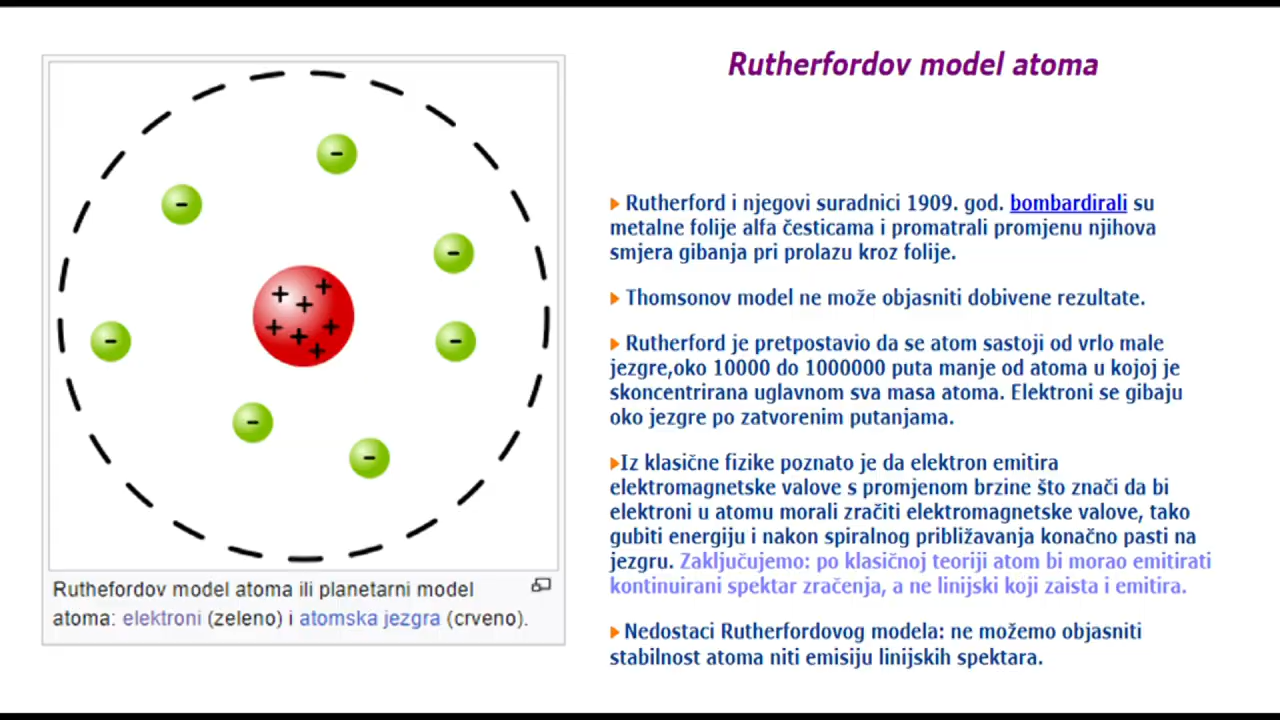 Rutherfordov model atoma
Rutherford i njegovi suradnici 1909. god. bombardirali su
metalne folije alfa česticama i promatrali promjenu njihova
smjera gibanja pri prolazu kroz folije.
Thomsonov model ne može objasniti dobivene rezultate.
Rutherford je pretpostavio da se atom sastoji od vrlo male
jezgre,oko 10000 do 1000000 puta manje od atoma u kojoj je
skoncentrirana uglavnom sva masa atoma. Elektroni se gibaju
oko jezgre po zatvorenim putanjama.
Iz klasične fizike poznato je da elektron emitira
elektromagnetske valove s promjenom brzine što znači da bi
elektroni u atomu morali zračiti elektromagnetske valove, tako
gubiti energiju i nakon spiralnog približavanja konačno pasti na
jezgru. Zaključujemo: po klasičnoj teoriji atom bi morao emitirati
kontinuirani spektar zračenja, a ne linijski koji zaista i emitira.
Nedostaci Rutherfordovog modela: ne možemo objasniti
stabilnost atoma niti emisiju linijskih spektara.
Ruthefordov model atoma ili planetarni model
atoma: elektroni (zeleno) i atomska jezgra (crveno).